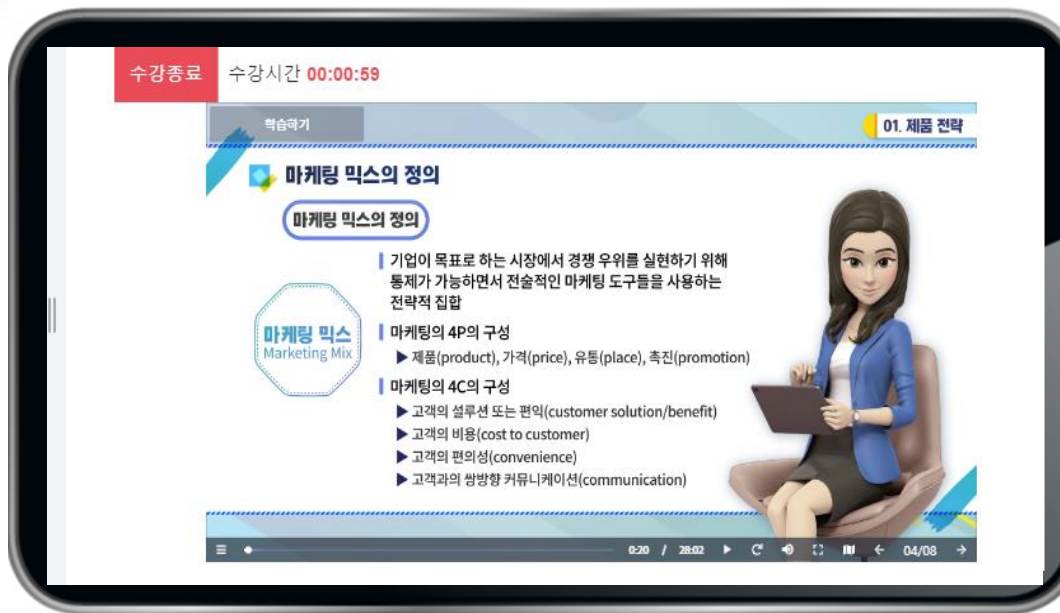 수강종료 수강시간 00:00:59
학습하기
01. 제품 전략
마케팅 믹스의 정의
마케팅 믹스의 정의
기업이 목표로 하는 시장에서 경쟁 우위를 실현하기 위해
통제가 가능하면서 전술적인 마케팅 도구들을 사용하는
전략적 집합
마케팅 믹스
Marketing Mix
마케팅의 4P의 구성
▶ 제품(product), 가격(price), 유통(place), 촉진(promotion)
마케팅의 4C의 구성
▶ 고객의 설루션 또는 편익(customer solution/benefit)
▶ 고객의 비용(cost to customer)
▶ 고객의 편의성(convenience)
▶ 고객과의 쌍방향 커뮤니케이션(communication)
0:20 / 28:02 04/08